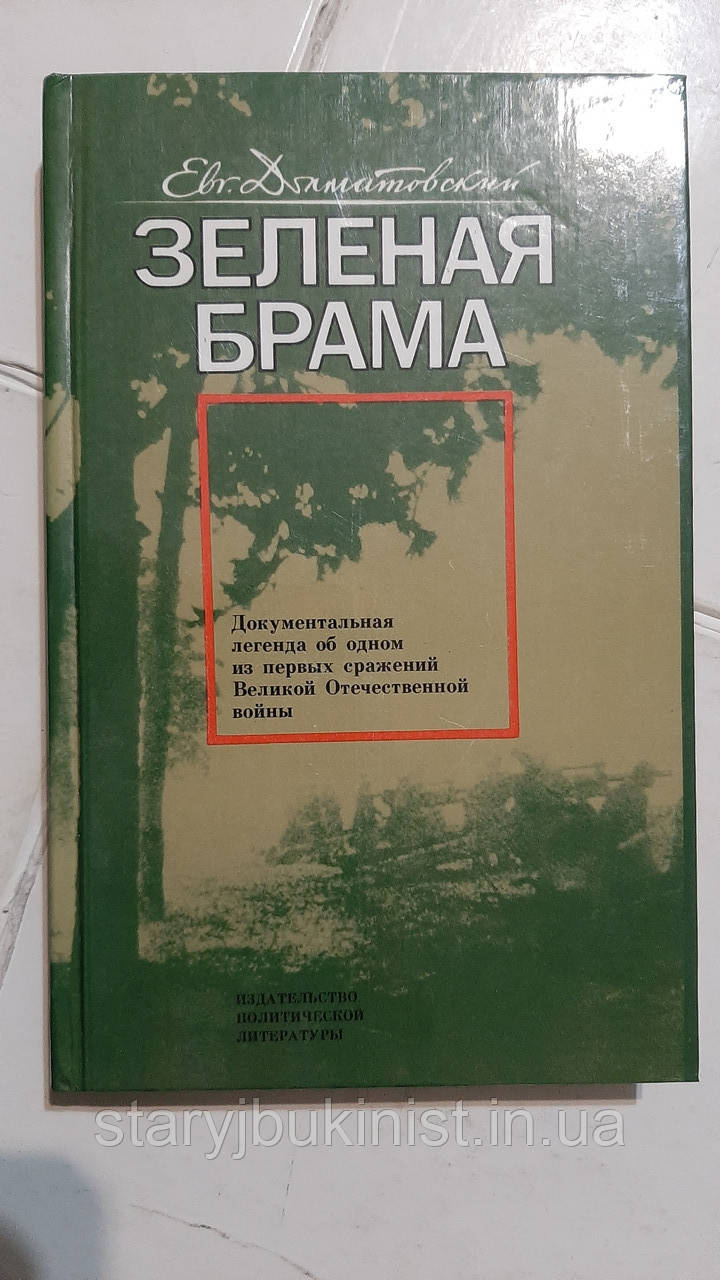 Евг. Долматовский
ЗЕЛЕНАЯ
БРАМА
Документальная
легенда об одном
из первых сражений
Великой Отечественной
войны
ИЗДАТЕЛЬСТВО
ПОЛИТИЧЕСКОЙ
ЛИТЕРАТУРЫ
staryjbukinist.in.ua